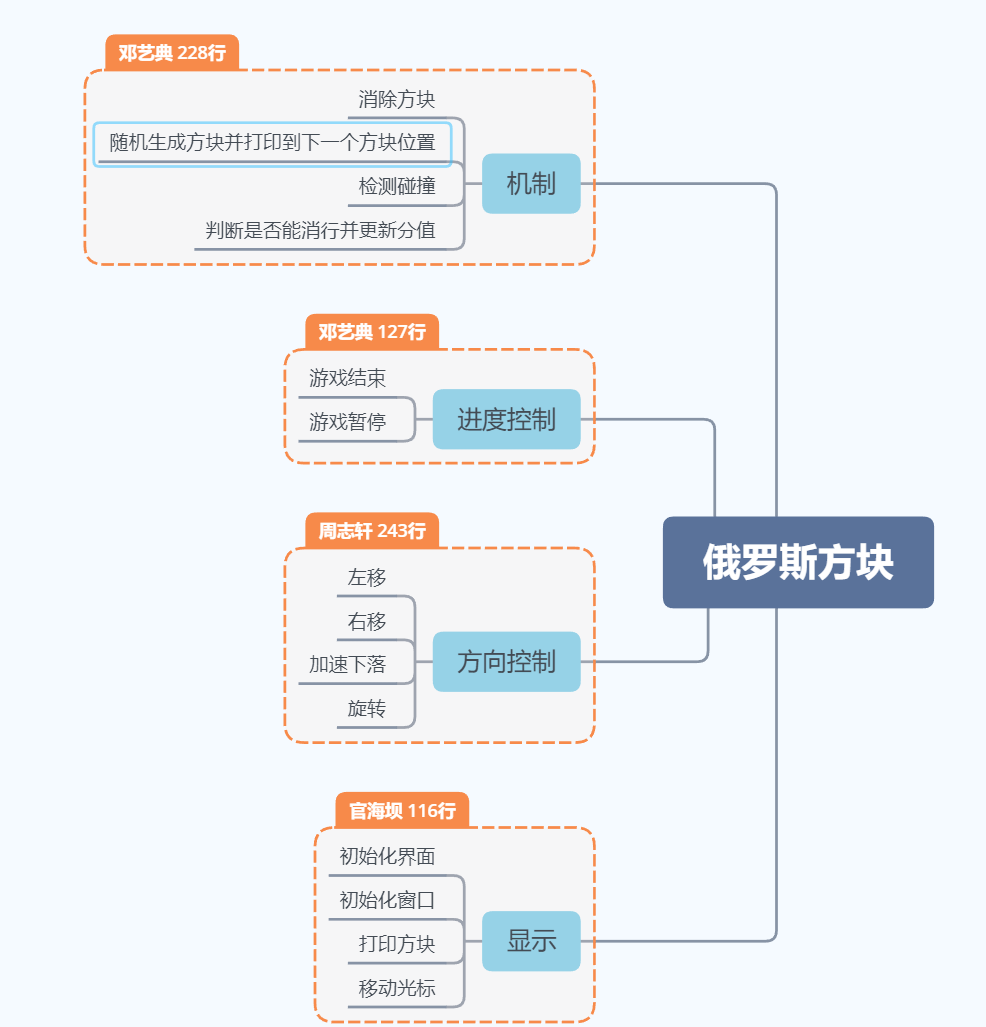 邓艺典 228行
消除方块
随机生成方块并打印到下一个方块位置
检测碰撞
判断是否能消行并更新分值
机制
邓艺典 127行
游戏结束
游戏暂停
进度控制
周志轩 243行
左移
右移
加速下落
旋转
方向控制
俄罗斯方块
官海坝 116行
初始化界面
初始化窗口
打印方块
移动光标
显示